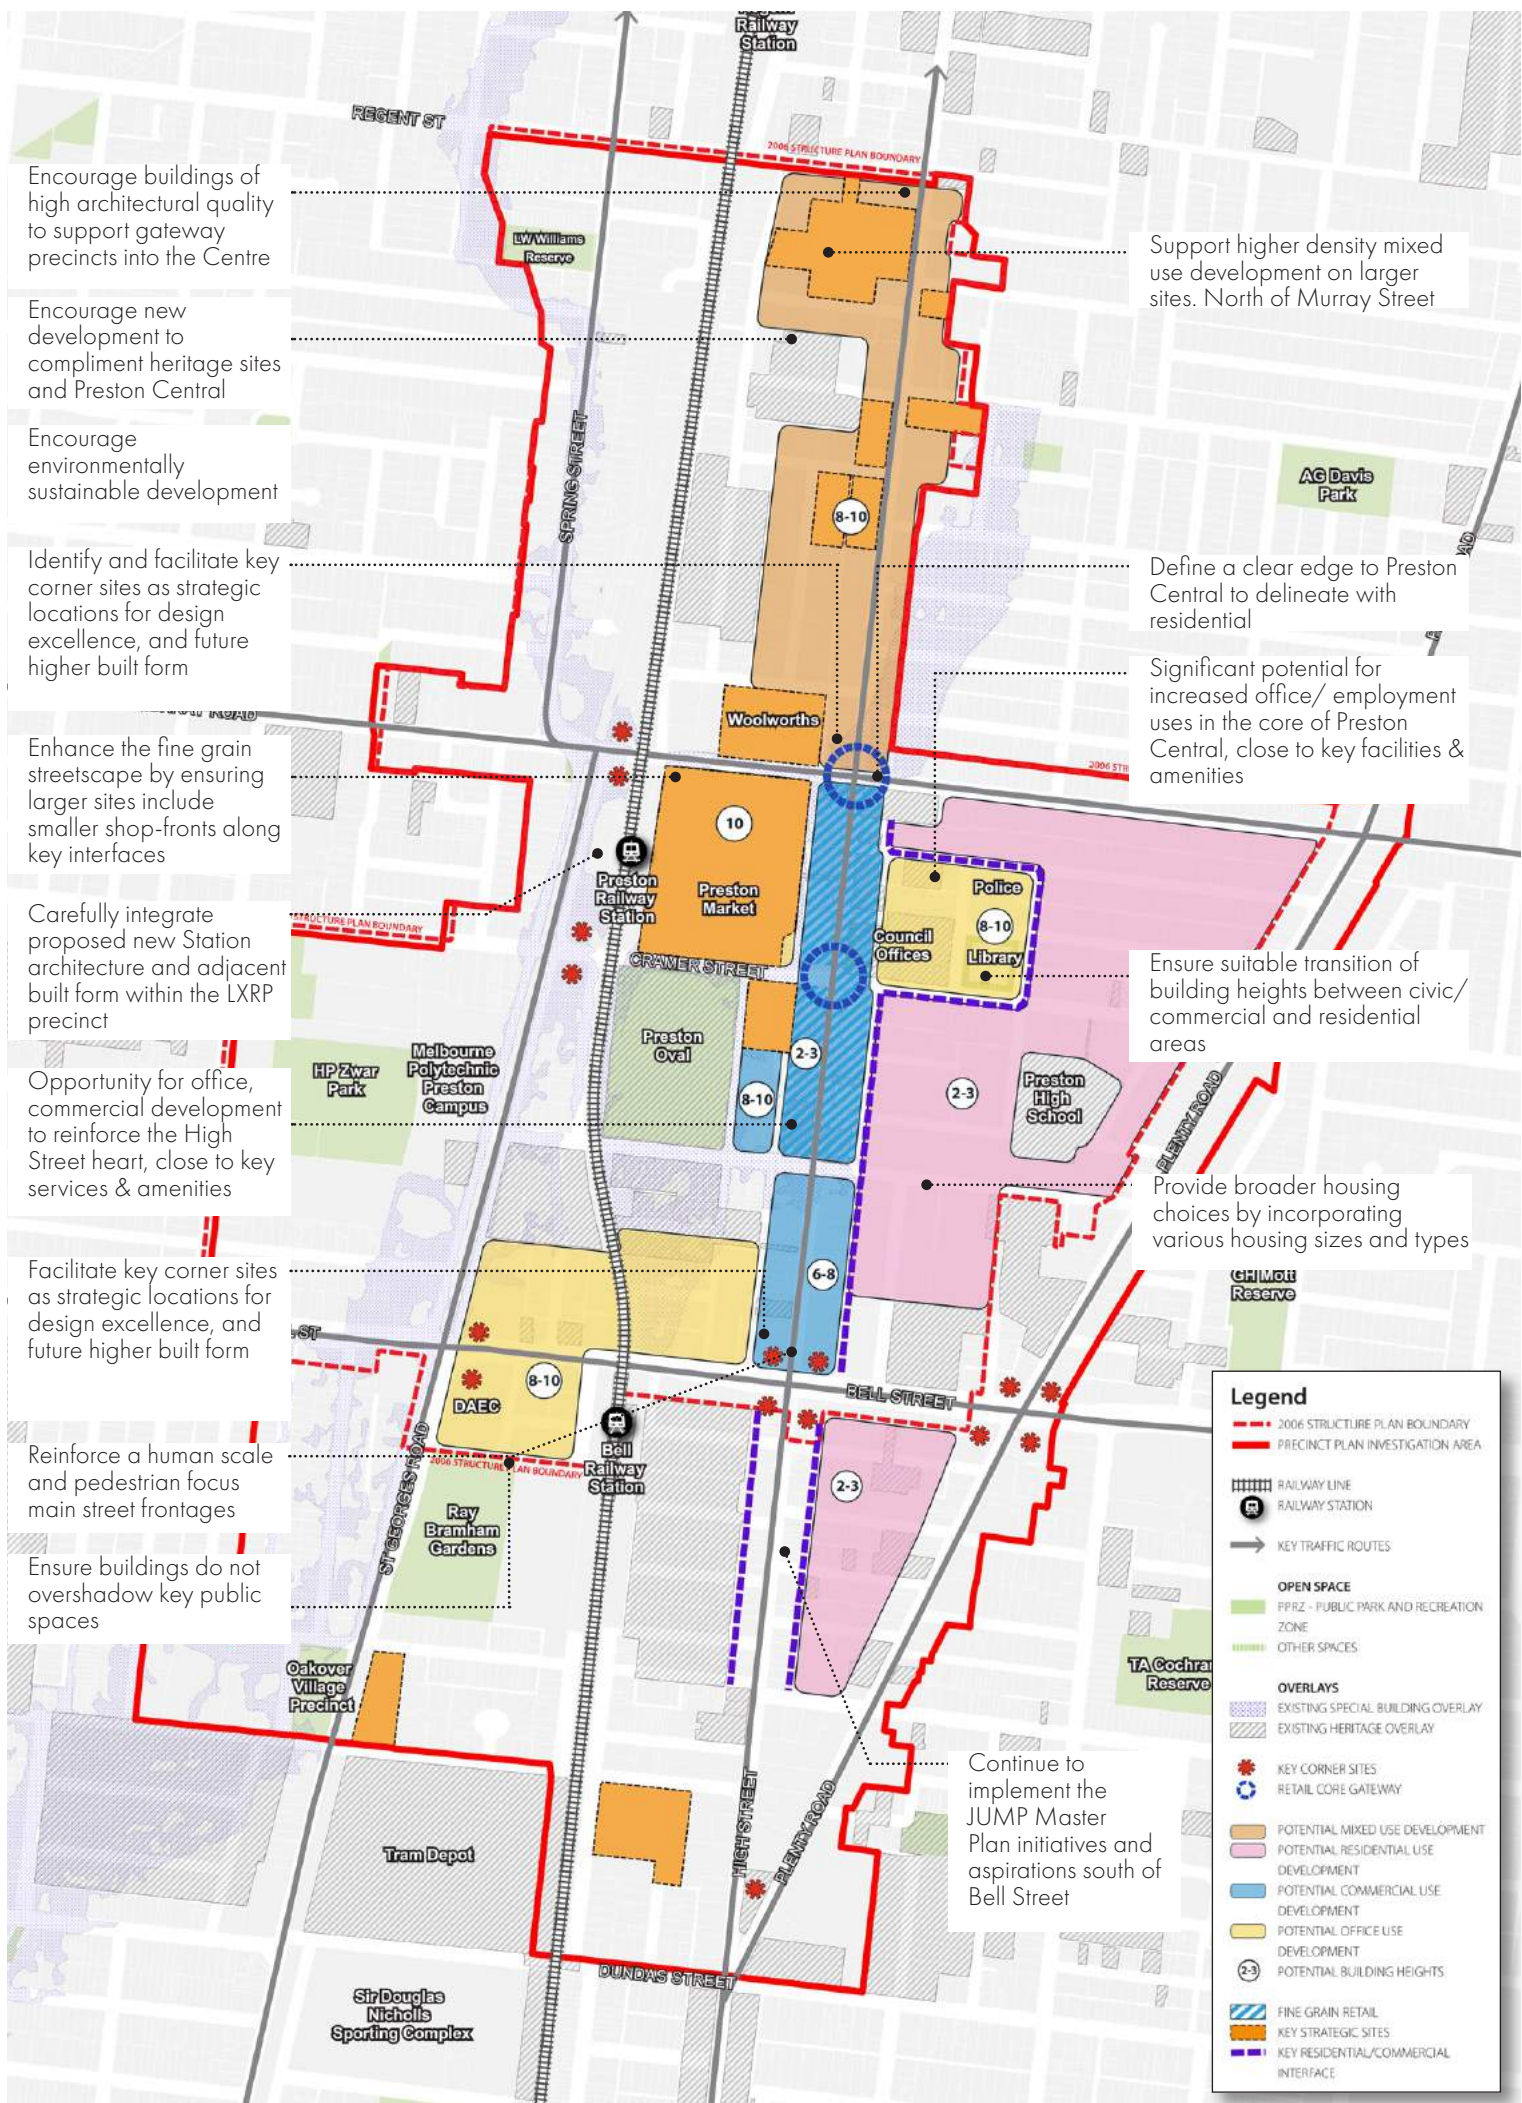 Railway
Station
REGENT ST
2006 STRUCTURE PLAN BOUNDARY
Encourage buildings of
high architectural quality
to support gateway
precincts into the Centre
LW Williams
Reserve
Support higher density mixed
use development on larger
sites. North of Murray Street
Encourage new
development to
compliment heritage sites
and Preston Central
Encourage
environmentally
sustainable development
SPRING STREET
AG Davis
Park
8-10
Identify and facilitate key
corner sites as strategic
locations for design
excellence, and future
higher built form
Define a clear edge to Preston
Central to delineate with
residential
Significant potential for
increased office/ employment
uses in the core of Preston
Central, close to key facilities &
amenities
ROAD
Woolworths
Enhance the fine grain
streetscape by ensuring
larger sites include
smaller shop-fronts along
key interfaces
2006 STR
10
Preston
Railway
Station
Preston
Market
Police
8-10
Council
Offices
Library
Carefully integrate
proposed new Station
architecture and adjacent
built form within the LXRP
precinct
STRUCTURE PLAN BOUNDARY
CRAMER STREET
Ensure suitable transition of
building heights between civic/
commercial and residential
areas
Preston
Oval
HP Zwar
Park
Melbourne
Polytechnic
Preston
Campus
2-3
8-10
2-3
Preston
High
School
PLENTY ROAD
Opportunity for office,
commercial development
to reinforce the High
Street heart, close to key
services & amenities
Provide broader housing
choices by incorporating
various housing sizes and types
GH Mott
Reserve
Facilitate key corner sites
as strategic locations for
design excellence, and
future higher built form
6-8
ST
8-10
DAEC
BELL STREET
Bell
Railway
Station
2006 STRUCTURE PLAN BOUNDARY
ST GEORGES ROAD
2-3
Reinforce a human scale
and pedestrian focus
main street frontages
Ray
Bramham
Gardens
Ensure buildings do not
overshadow key public
spaces
Oakover
Village
Precinct
TA Cochran
Reserve
Continue to
implement the
JUMP Master
Plan initiatives and
aspirations south of
Bell Street
HIGH STREET
PLENTY ROAD
Tram Depot
DUNDAS STREET
Sir Douglas
Nicholls
Sporting Complex
Legend
2006 STRUCTURE PLAN BOUNDARY
PRECINCT PLAN INVESTIGATION AREA
RAILWAY LINE
RAILWAY STATION
KEY TRAFFIC ROUTES
OPEN SPACE
PPRZ - PUBLIC PARK AND RECREATION
ZONE
OTHER SPACES
OVERLAYS
EXISTING SPECIAL BUILDING OVERLAY
EXISTING HERITAGE OVERLAY
KEY CORNER SITES
RETAIL CORE GATEWAY
POTENTIAL MIXED USE DEVELOPMENT
POTENTIAL RESIDENTIAL USE
DEVELOPMENT
POTENTIAL COMMERCIAL USE
DEVELOPMENT
POTENTIAL OFFICE USE
DEVELOPMENT
2-3
POTENTIAL BUILDING HEIGHTS
FINE GRAIN RETAIL
KEY STRATEGIC SITES
KEY RESIDENTIAL/COMMERCIAL
INTERFACE